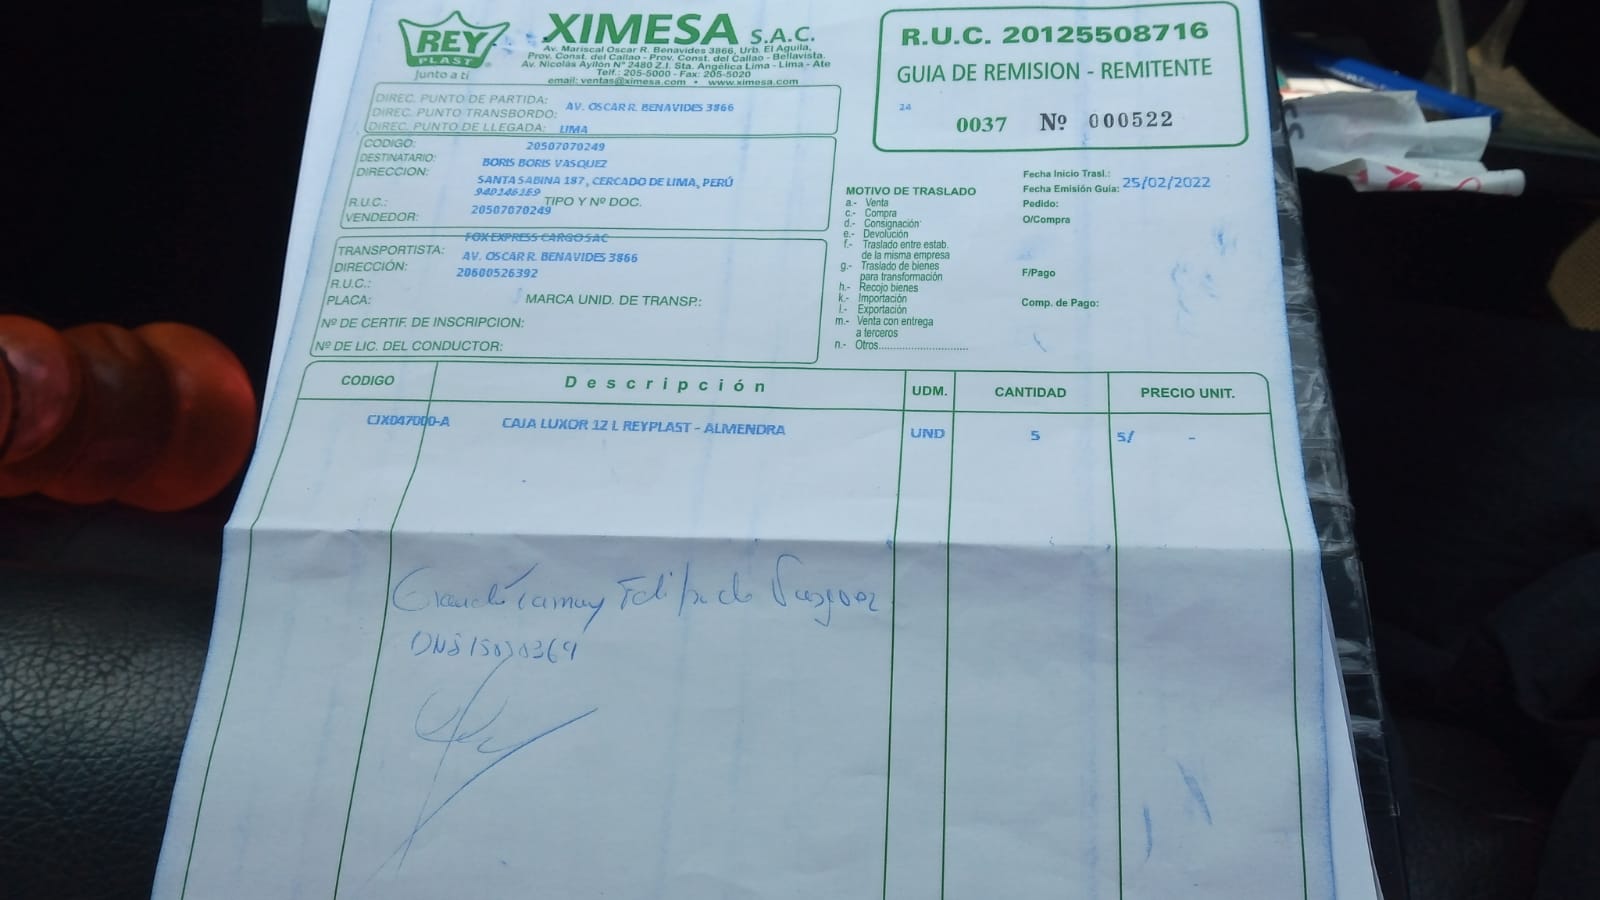 REY
PLAST
Junto a ti
XIMESA S.A.C.
Av. Mariscal Oscar R. Benavides 3866, Urb. El Aguila,
Prov. Const. del Callao - Prov. Const. del Callao - Bellavista
Av. Nicolás Ayllón Nº 2480 Z.I. Sta. Angélica Lima - Lima - Ate
Telf.: 205-5000 - Fax: 205-5020
email: ventas@ximesa.com • www.ximesa.com
R.U.C. 20125508716
GUIA DE REMISION - REMITENTE
24
0037 Nº 000522
DIREC. PUNTO DE PARTIDA: AV. OSCAR R. BENAVIDES 3866
DIREC. PUNTO TRANSBORDO:
DIREC. PUNTO DE LLEGADA: LIMA
CODIGO: 20507070249
DESTINATARIO: BORIS BORIS VASQUEZ
DIRECCION: SANTA SABINA 187, CERCADO DE LIMA, PERÚ
R.U.C.: 20507070249 TIPO Y Nº DOC.
VENDEDOR:
FOX EXPRESS CARGO SAC
TRANSPORTISTA: AV. OSCAR R. BENAVIDES 3866
DIRECCIÓN: 20600526392
R.U.C.:
PLACA: MARCA UNID. DE TRANSP.:
Nº DE CERTIF. DE INSCRIPCION:
Nº DE LIC. DEL CONDUCTOR:
MOTIVO DE TRASLADO
a.- Venta
c.- Compra
d.- Consignación
e.- Devolución
f.- Traslado entre estab.
de la misma empresa
g.- Traslado de bienes
para transformación
h.- Recojo bienes
k.- Importación
l.- Exportación
m.- Venta con entrega
a terceros
n.- Otros
Fecha Inicio Trasl.:
Fecha Emisión Guia: 25/02/2022
Pedido:
O/Compra
F/Pago
Comp. de Pago:
CODIGO Descripción UDM. CANTIDAD PRECIO UNIT.
CJX047000-A CAJA LUXOR 12 L REYPLAST - ALMENDRA UND 5 S/ -